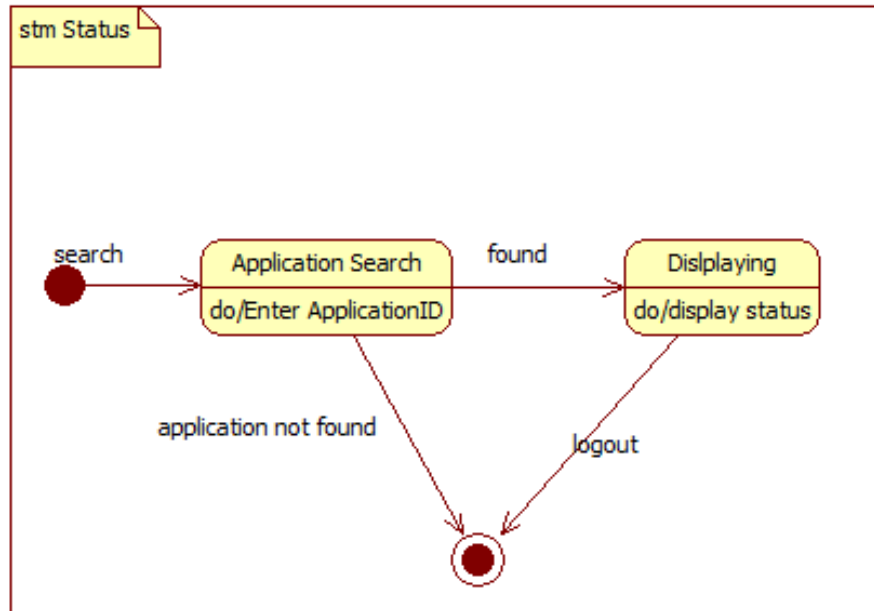 stm Status
search
Application Search
do/Enter ApplicationID
found
Dislplaying
do/display status
application not found
logout